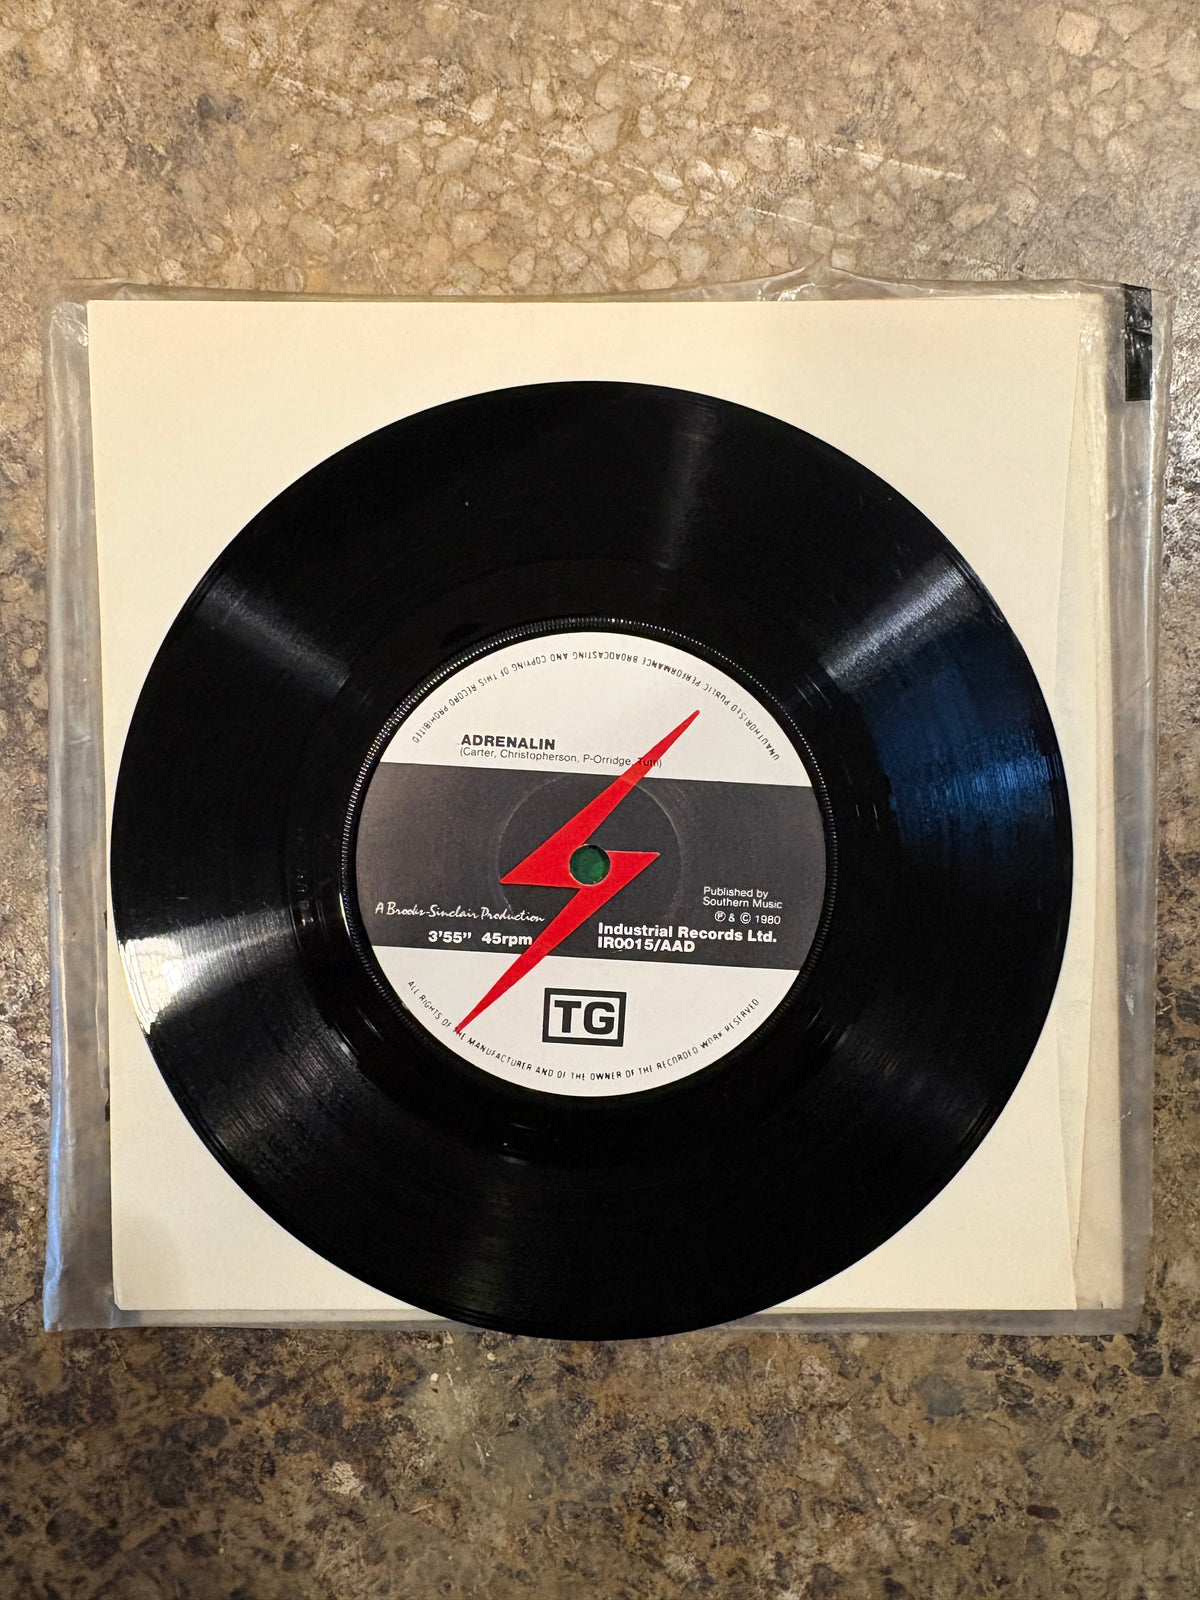 UNAUTHORISED PUBLIC PERFORMANCE BROADCASTING AND COPYING OF THIS RECORD PROHIBITED
ADRENALIN
(Carter, Christopherson, P-Orridge, Tutti)
A Brooks-Sinclair Production
3'55" 45rpm
Published by
Southern Music
℗ & © 1980
Industrial Records Ltd.
IR0015/AAD
TG
ALL RIGHTS OF THE MANUFACTURER AND OF THE OWNER OF THE RECORDED WORK RESERVED